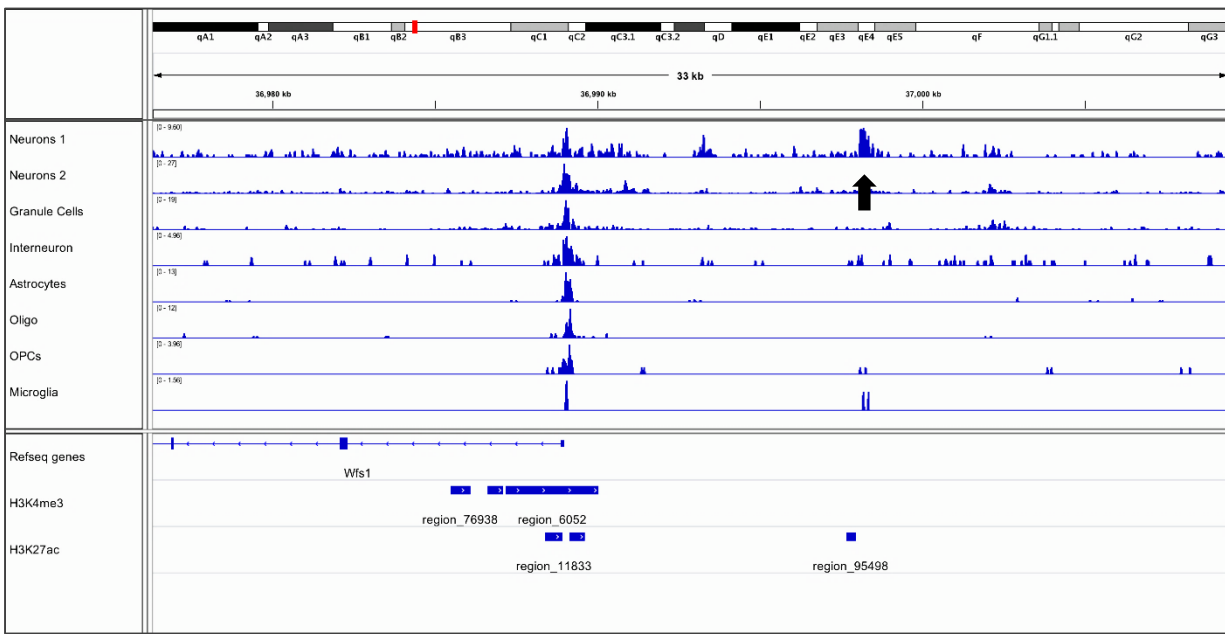 qA1 qA2 qA3 qB1 qB2 qB3 qC1 qC2 qC3.1 qC3.2 qD qE1 qE2 qE3 qE4 qE5 qF qG1.1 qG2 qG3
33 kb
36,980 kb 36,990 kb 37,000 kb
Neurons 1 [0 - 9.60]
Neurons 2 [0 - 27]
Granule Cells [0 - 19]
Interneuron [0 - 4.96]
Astrocytes [0 - 13]
Oligo [0 - 12]
OPCs [0 - 3.96]
Microglia [0 - 1.56]
Refseq genes
Wfs1
H3K4me3
region_76938 region_6052
H3K27ac
region_11833 region_95498